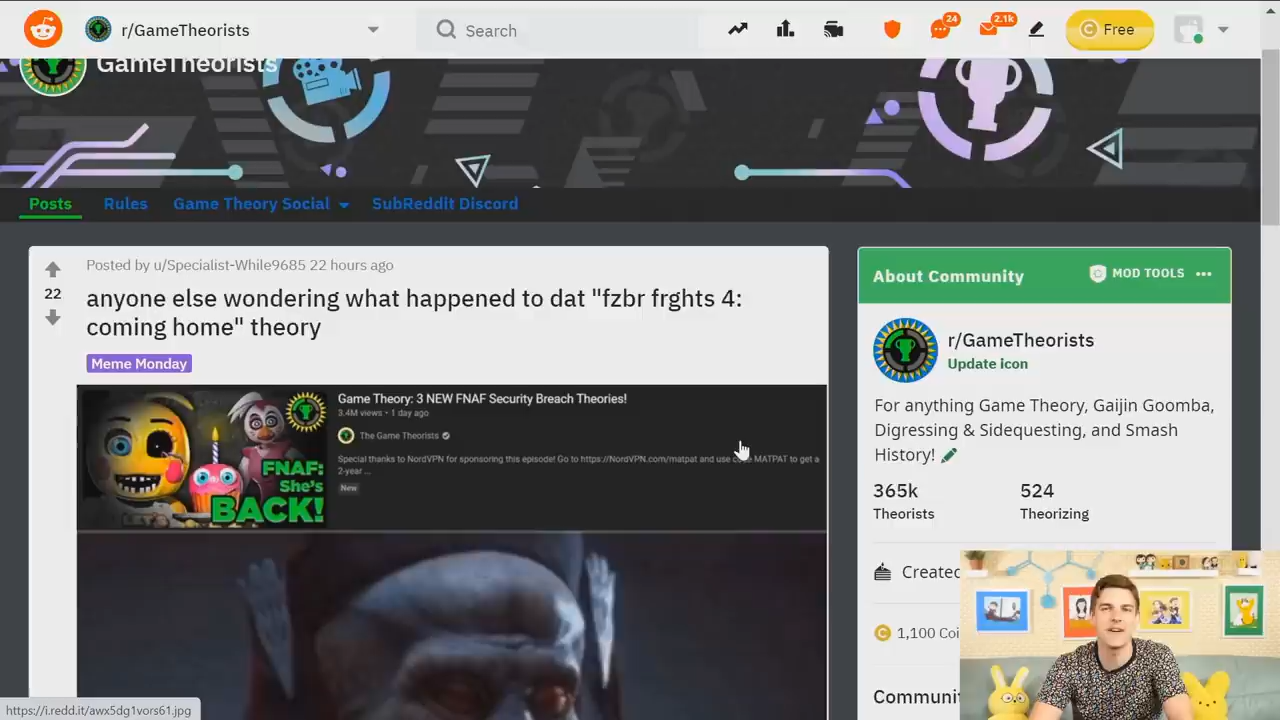 r/GameTheorists
Search
24
2.1k
Free
GameTheorists
Posts
Rules
Game Theory Social
SubReddIt Discord
Posted by u/Specialist-While9685 22 hours ago
22
anyone else wondering what happened to dat "fzbr frghts 4:
coming home" theory
Meme Monday
Game Theory: 3 NEW FNAF Security Breach Theories!
3.4M views • 1 day ago
The Game Theorists
Special thanks to NordVPN for sponsoring this episode! Go to https://NordVPN.com/matpat and use code MATPAT to get a
2-year ...
New
FNAF:
She's
BACK!
About Community
MOD TOOLS
r/GameTheorists
Update icon
For anything Game Theory, Gaijin Goomba,
Digressing & Sidequesting, and Smash
History!
365k
Theorists
524
Theorizing
Created
1,100 Coi
Communi
https://i.redd.it/awx5dg1vors61.jpg